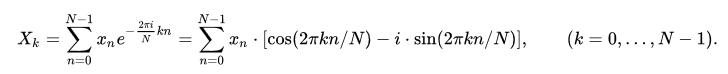 X_k = \sum_{n=0}^{N-1} x_n e^{-\frac{2\pi i}{N} kn} = \sum_{n=0}^{N-1} x_n \cdot [\cos(2\pi kn/N) - i \cdot \sin(2\pi kn/N)], \qquad (k = 0, \ldots, N-1).